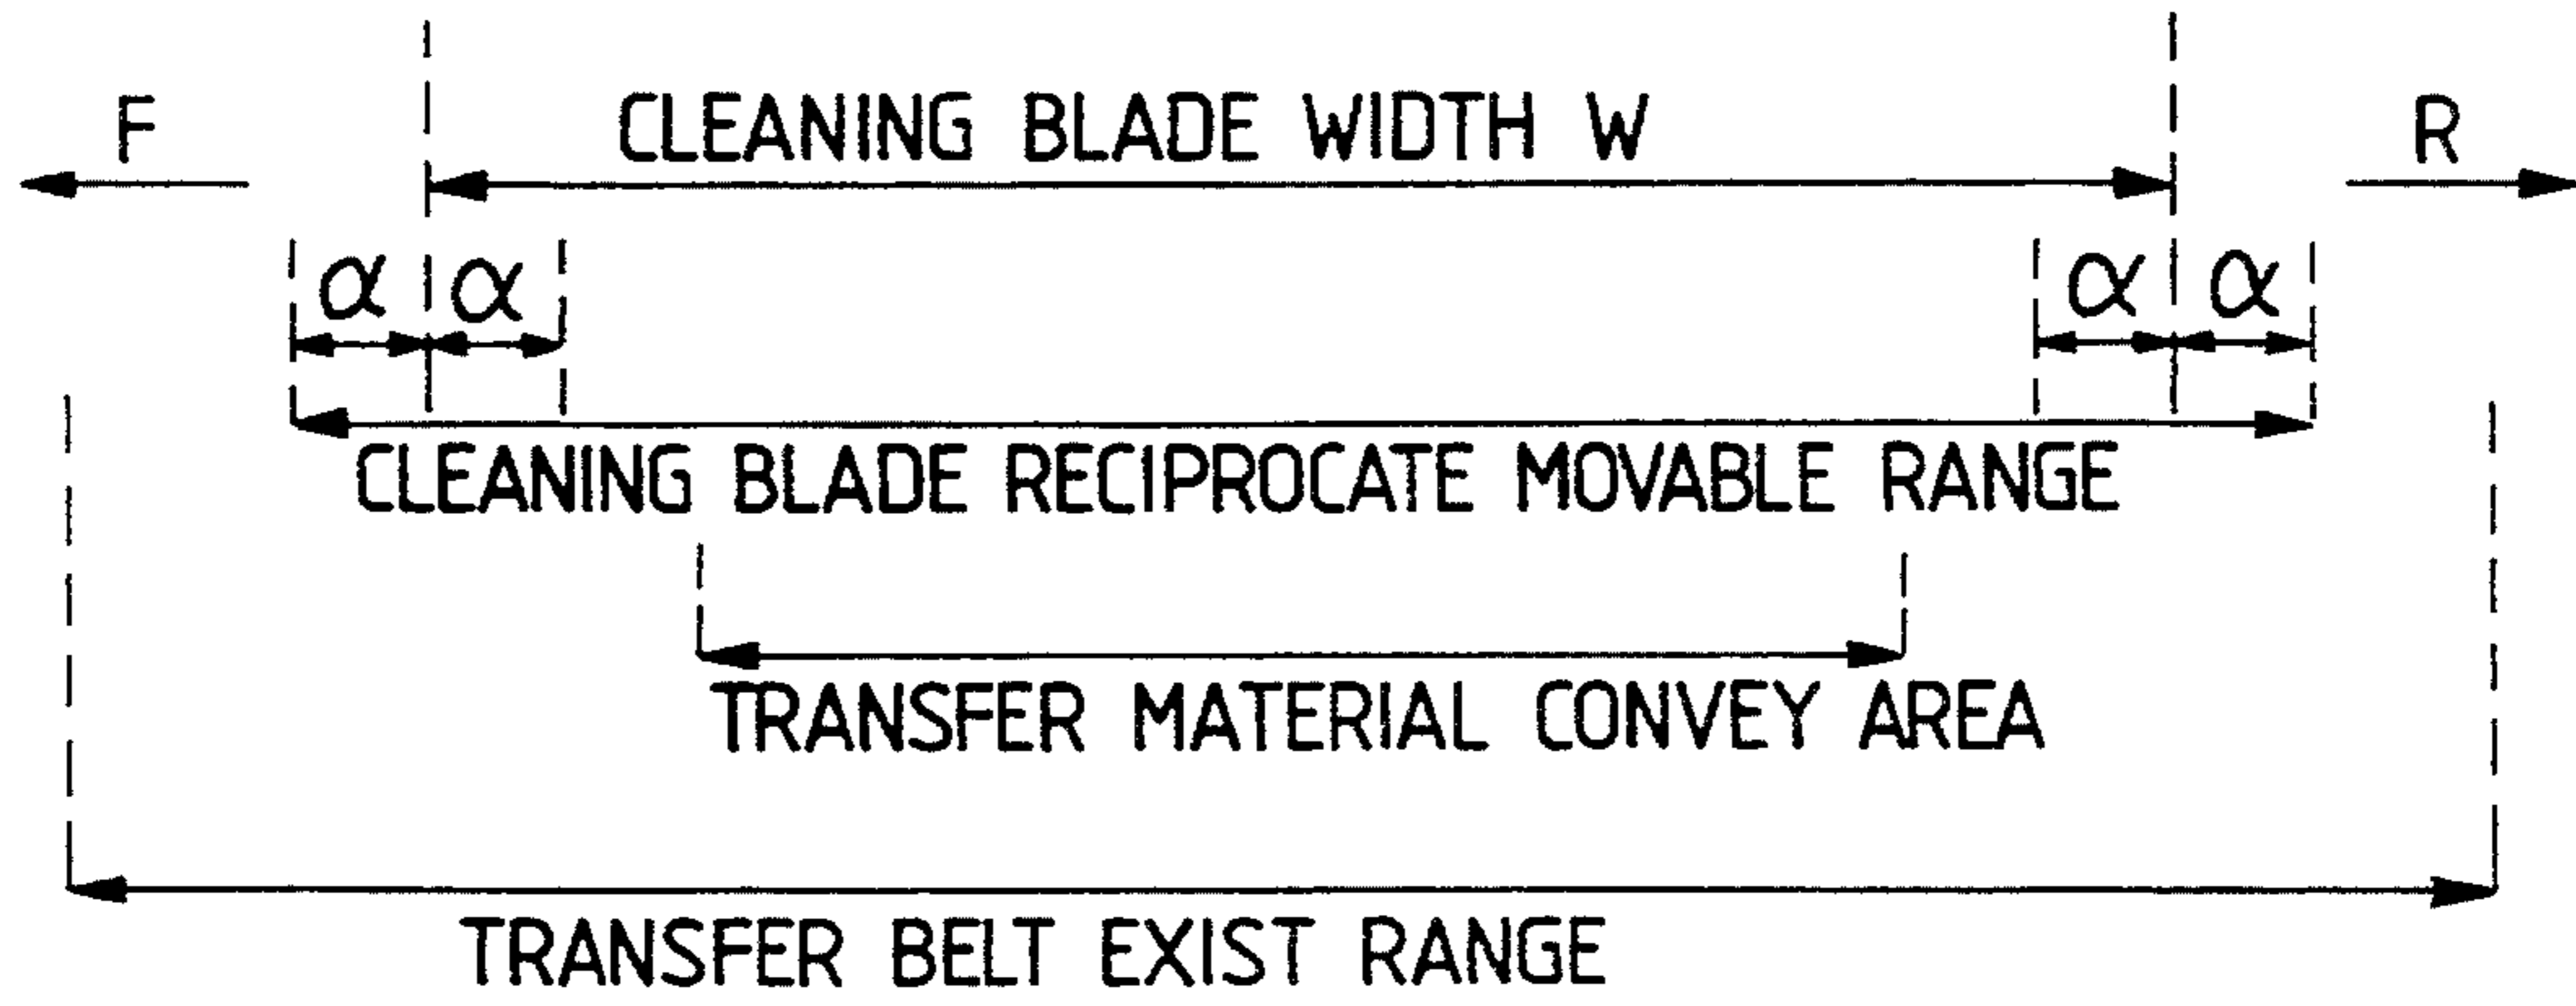 F
CLEANING BLADE WIDTH W
R
α α α α
CLEANING BLADE RECIPROCATE MOVABLE RANGE
TRANSFER MATERIAL CONVEY AREA
TRANSFER BELT EXIST RANGE